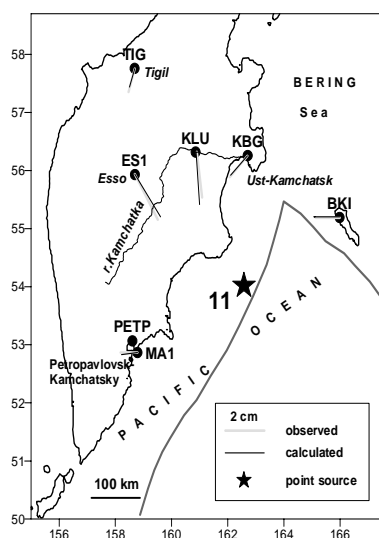 58
57
56
55
54
53
52
51
50
156
158
160
162
164
166
TIG
Tigil
BERING
Sea
KLU
KBG
ES1
Esso
Ust-Kamchatsk
BKI
r.Kamchatka
11
PETP
MA1
Petropavlovsk
Kamchatsky
PACIFIC OCEAN
100 km
2 cm
observed
calculated
point source